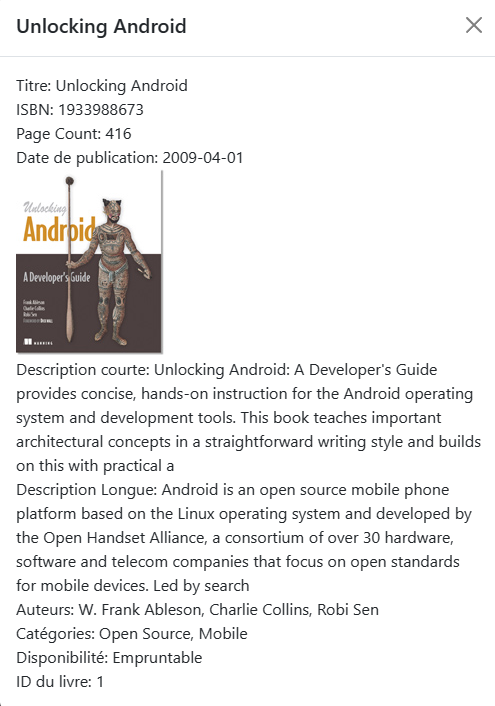 Unlocking Android
Titre: Unlocking Android
ISBN: 1933988673
Page Count: 416
Date de publication: 2009-04-01
Unlocking
Android
A Developer's Guide
Frank Ableson
Charlie Collins
Robi Sen
MANNING
Description courte: Unlocking Android: A Developer's Guide
provides concise, hands-on instruction for the Android operating
system and development tools. This book teaches important
architectural concepts in a straightforward writing style and builds
on this with practical a
Description Longue: Android is an open source mobile phone
platform based on the Linux operating system and developed by
the Open Handset Alliance, a consortium of over 30 hardware,
software and telecom companies that focus on open standards
for mobile devices. Led by search
Auteurs: W. Frank Ableson, Charlie Collins, Robi Sen
Catégories: Open Source, Mobile
Disponibilité: Empruntable
ID du livre: 1